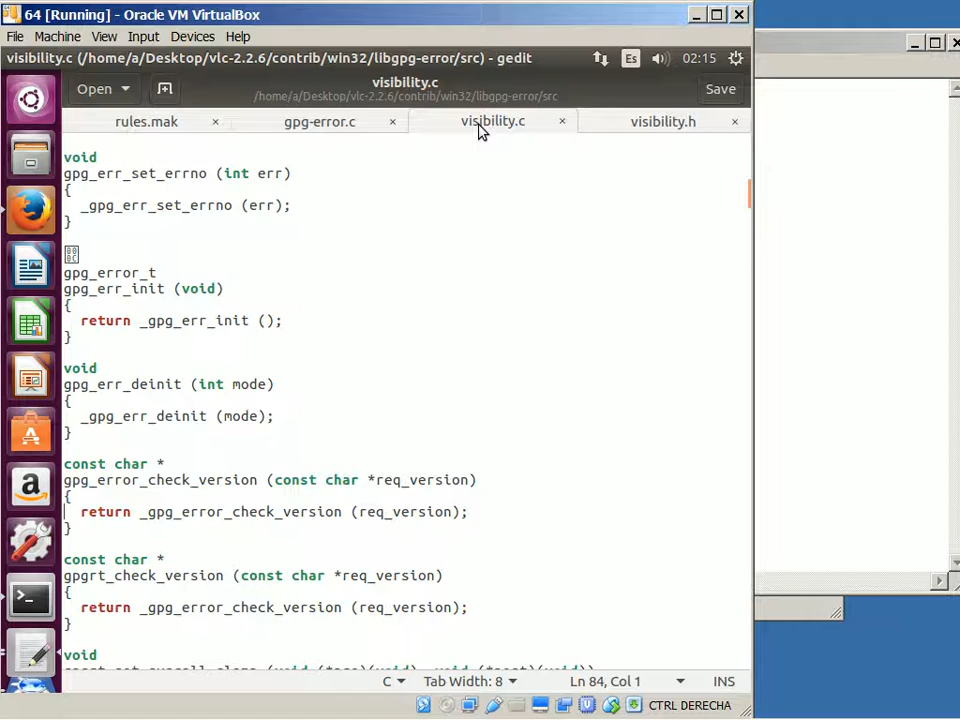 64 [Running] - Oracle VM VirtualBox
File Machine View Input Devices Help
visibility.c (/home/a/Desktop/vlc-2.2.6/contrib/win32/libgpg-error/src) - gedit
Es
02:15
Open
visibility.c
/home/a/Desktop/vlc-2.2.6/contrib/win32/libgpg-error/src
Save
rules.mak × gpg-error.c × visibility.c × visibility.h ×
void
gpg_err_set_errno (int err)
{
_gpg_err_set_errno (err);
}
000C
gpg_error_t
gpg_err_init (void)
{
return _gpg_err_init ();
}
void
gpg_err_deinit (int mode)
{
_gpg_err_deinit (mode);
}
const char *
gpg_error_check_version (const char *req_version)
{
return _gpg_error_check_version (req_version);
}
const char *
gpgrt_check_version (const char *req_version)
{
return _gpg_error_check_version (req_version);
}
void
C Tab Width: 8 Ln 84, Col 1 INS
CTRL DERECHA